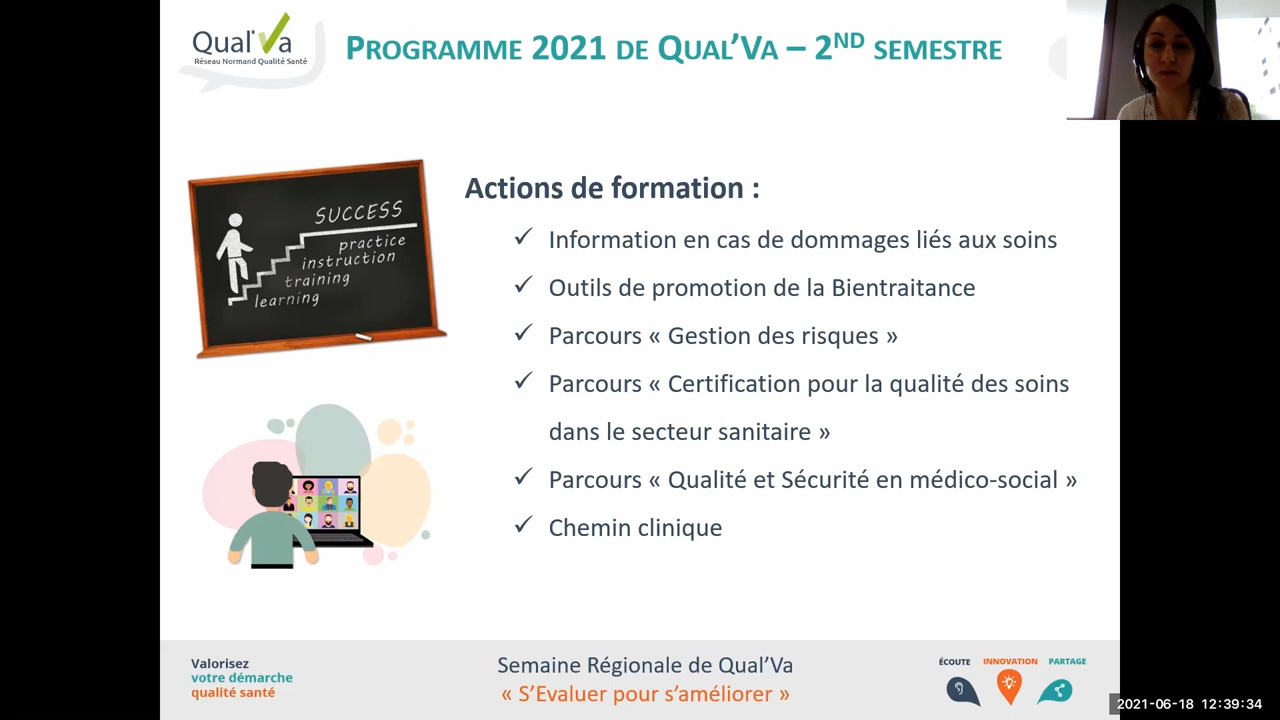 Qual'Va
Réseau Normand Qualité Santé
PROGRAMME 2021 DE QUAL'VA – 2ND SEMESTRE
SUCCESS
practice
instruction
training
learning
Actions de formation :
✓ Information en cas de dommages liés aux soins
✓ Outils de promotion de la Bientraitance
✓ Parcours « Gestion des risques »
✓ Parcours « Certification pour la qualité des soins
dans le secteur sanitaire »
✓ Parcours « Qualité et Sécurité en médico-social »
✓ Chemin clinique
Valorisez
votre démarche
qualité santé
Semaine Régionale de Qual'Va
« S'Evaluer pour s'améliorer »
ÉCOUTE INNOVATION PARTAGE
2021-06-18 12:39:34